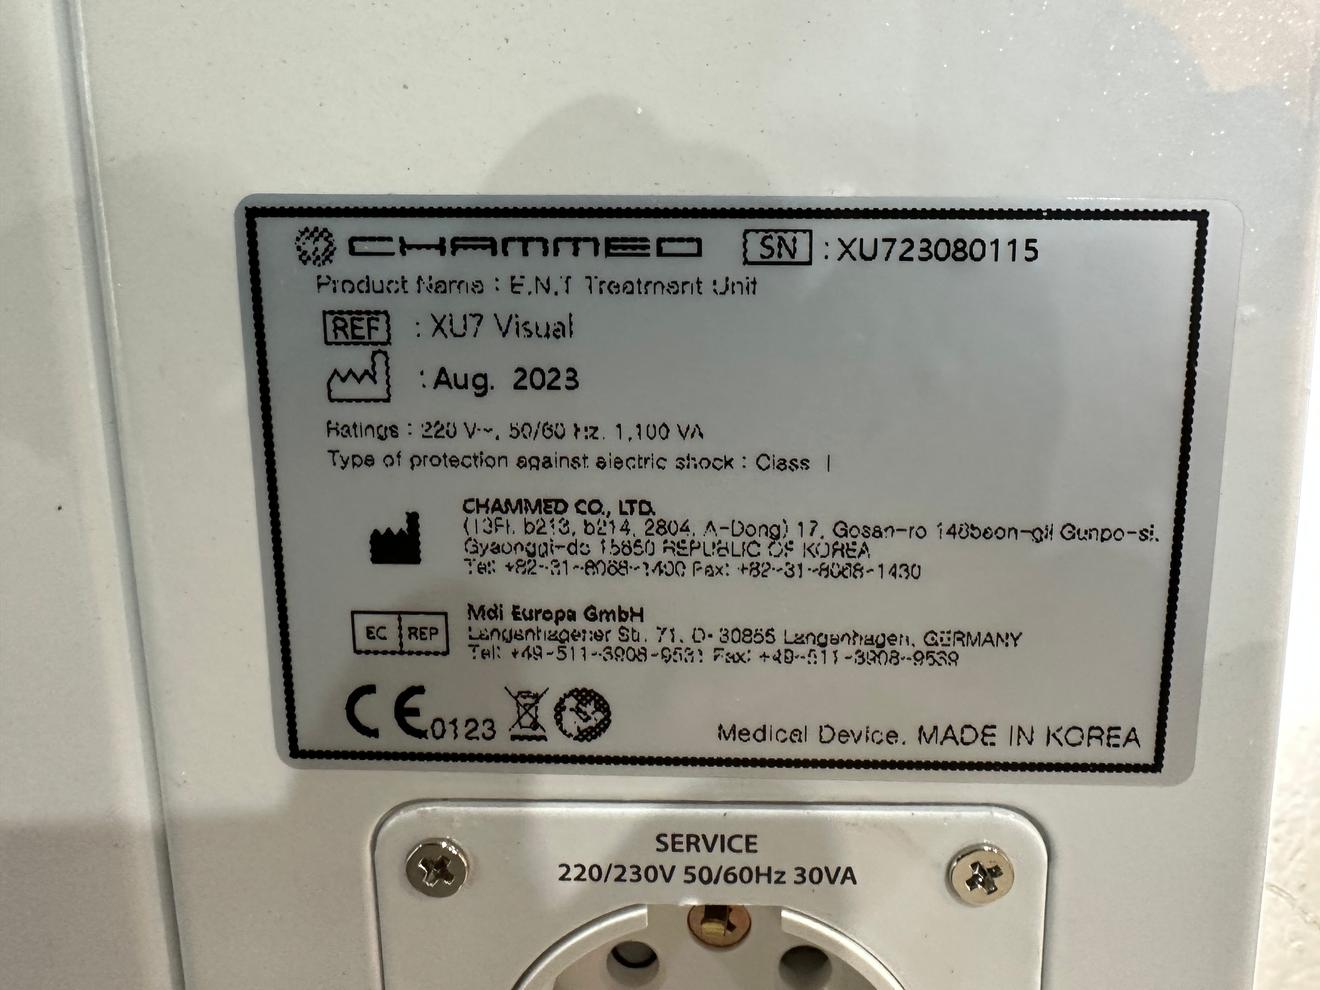 CHAMMED SN : XU723080115
Product Name : E.N.T Treatment Unit
REF : XU7 Visual
: Aug. 2023
Ratings : 220 V~, 50/60 Hz. 1,100 VA
Type of protection against electric shock : Class I
CHAMMED CO., LTD.
(13Fl. b213, b214, 2804, A-Dong) 17, Gosan-ro 148beon-gil Gunpo-si.
Gyeonggi-do 15850 REPUBLIC OF KOREA
Tel: +82-31-8068-1400 Fax: +82-31-8068-1430
EC REP
Mdi Europa GmbH
Langenhagener Str. 71, D- 30855 Langenhagen, GERMANY
Tel: +49-511-3908-9531 Fax: +49-511-3908-9539
CE 0123
Medical Device. MADE IN KOREA
SERVICE
220/230V 50/60Hz 30VA